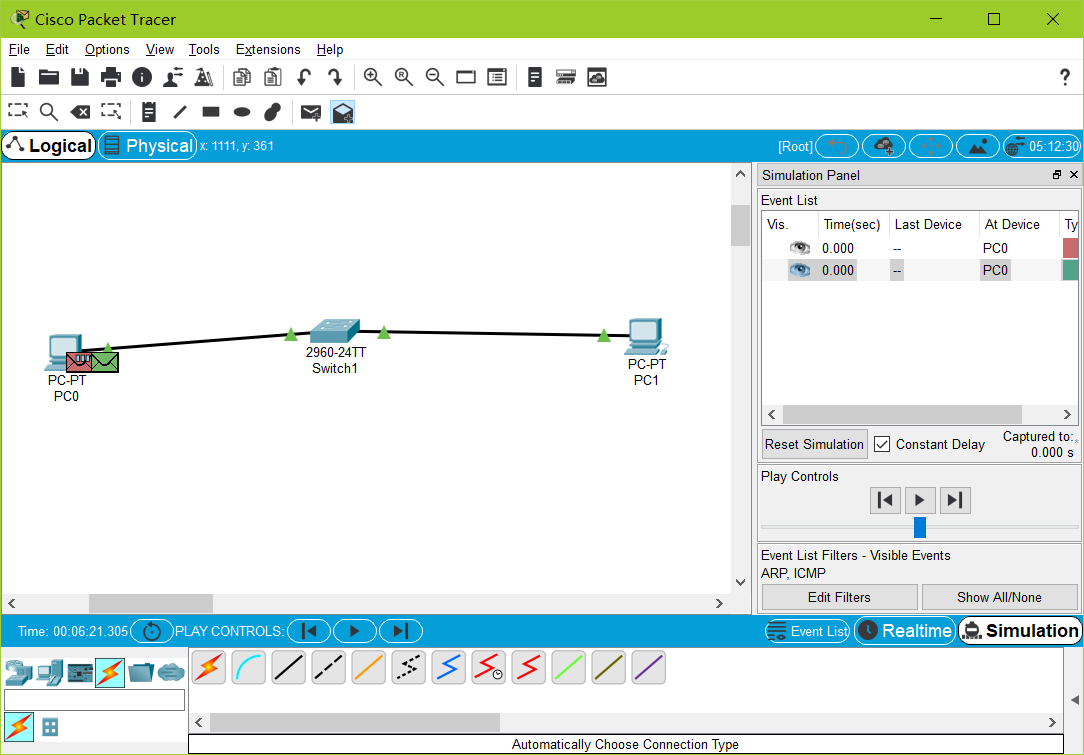 Cisco Packet Tracer
File Edit Options View Tools Extensions Help
R
?
Logical Physical x: 1111, y: 361 [Root] 05:12:30
Simulation Panel
Event List
Vis. Time(sec) Last Device At Device Ty
0.000 -- PC0
0.000 -- PC0
2960-24TT
Switch1
PC-PT
PC0
PC-PT
PC1
Reset Simulation Constant Delay Captured to:
0.000 s
Play Controls
Event List Filters - Visible Events
ARP, ICMP
Edit Filters Show All/None
Time: 00:06:21.305 PLAY CONTROLS: Event List Realtime Simulation
Automatically Choose Connection Type